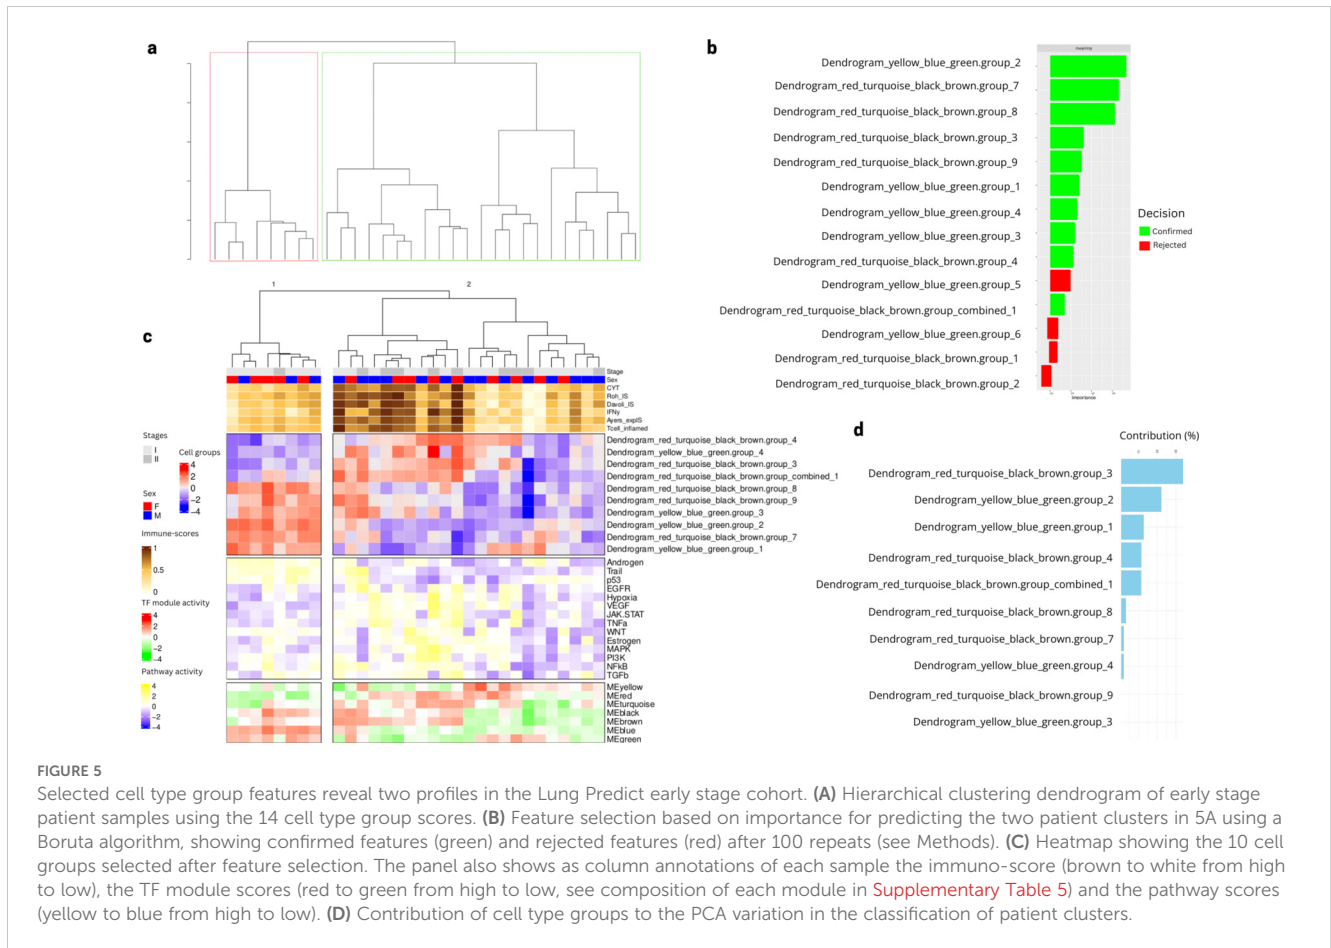 a
b
meanImp
Dendrogram_yellow_blue_green.group_2
Dendrogram_red_turquoise_black_brown.group_7
Dendrogram_red_turquoise_black_brown.group_8
Dendrogram_red_turquoise_black_brown.group_3
Dendrogram_red_turquoise_black_brown.group_9
Dendrogram_yellow_blue_green.group_1
Dendrogram_yellow_blue_green.group_4
Dendrogram_yellow_blue_green.group_3
Dendrogram_red_turquoise_black_brown.group_4
Dendrogram_yellow_blue_green.group_5
Dendrogram_red_turquoise_black_brown.group_combined_1
Dendrogram_yellow_blue_green.group_6
Dendrogram_red_turquoise_black_brown.group_1
Dendrogram_red_turquoise_black_brown.group_2
Importance
Decision
Confirmed
Rejected
c
1
2
Stage
Sex
CYT
Roh_IS
Davoli_IS
IFNy
Ayers_expIS
Tcell_inflamed
Dendrogram_red_turquoise_black_brown.group_4
Dendrogram_yellow_blue_green.group_4
Dendrogram_red_turquoise_black_brown.group_3
Dendrogram_red_turquoise_black_brown.group_combined_1
Dendrogram_red_turquoise_black_brown.group_8
Dendrogram_red_turquoise_black_brown.group_9
Dendrogram_yellow_blue_green.group_3
Dendrogram_yellow_blue_green.group_2
Dendrogram_red_turquoise_black_brown.group_7
Dendrogram_yellow_blue_green.group_1
Androgen
Trail
p53
EGFR
Hypoxia
VEGF
JAK.STAT
TNFa
WNT
Estrogen
MAPK
PI3K
NFkB
TGFb
MEyellow
MEred
MEturquoise
MEblack
MEbrown
MEblue
MEgreen
Stages
I
II
Sex
F
M
Cell groups
4
2
0
−2
−4
Immune-scores
1
0.5
0
TF module activity
4
2
0
−2
−4
Pathway activity
4
2
0
−2
−4
d
Contribution (%)
Dendrogram_red_turquoise_black_brown.group_3
Dendrogram_yellow_blue_green.group_2
Dendrogram_yellow_blue_green.group_1
Dendrogram_red_turquoise_black_brown.group_4
Dendrogram_red_turquoise_black_brown.group_combined_1
Dendrogram_red_turquoise_black_brown.group_8
Dendrogram_red_turquoise_black_brown.group_7
Dendrogram_yellow_blue_green.group_4
Dendrogram_red_turquoise_black_brown.group_9
Dendrogram_yellow_blue_green.group_3
FIGURE 5
Selected cell type group features reveal two profiles in the Lung Predict early stage cohort. (A) Hierarchical clustering dendrogram of early stage
patient samples using the 14 cell type group scores. (B) Feature selection based on importance for predicting the two patient clusters in 5A using a
Boruta algorithm, showing confirmed features (green) and rejected features (red) after 100 repeats (see Methods). (C) Heatmap showing the 10 cell
groups selected after feature selection. The panel also shows as column annotations of each sample the immuno-score (brown to white from high
to low), the TF module scores (red to green from high to low, see composition of each module in Supplementary Table 5) and the pathway scores
(yellow to blue from high to low). (D) Contribution of cell type groups to the PCA variation in the classification of patient clusters.